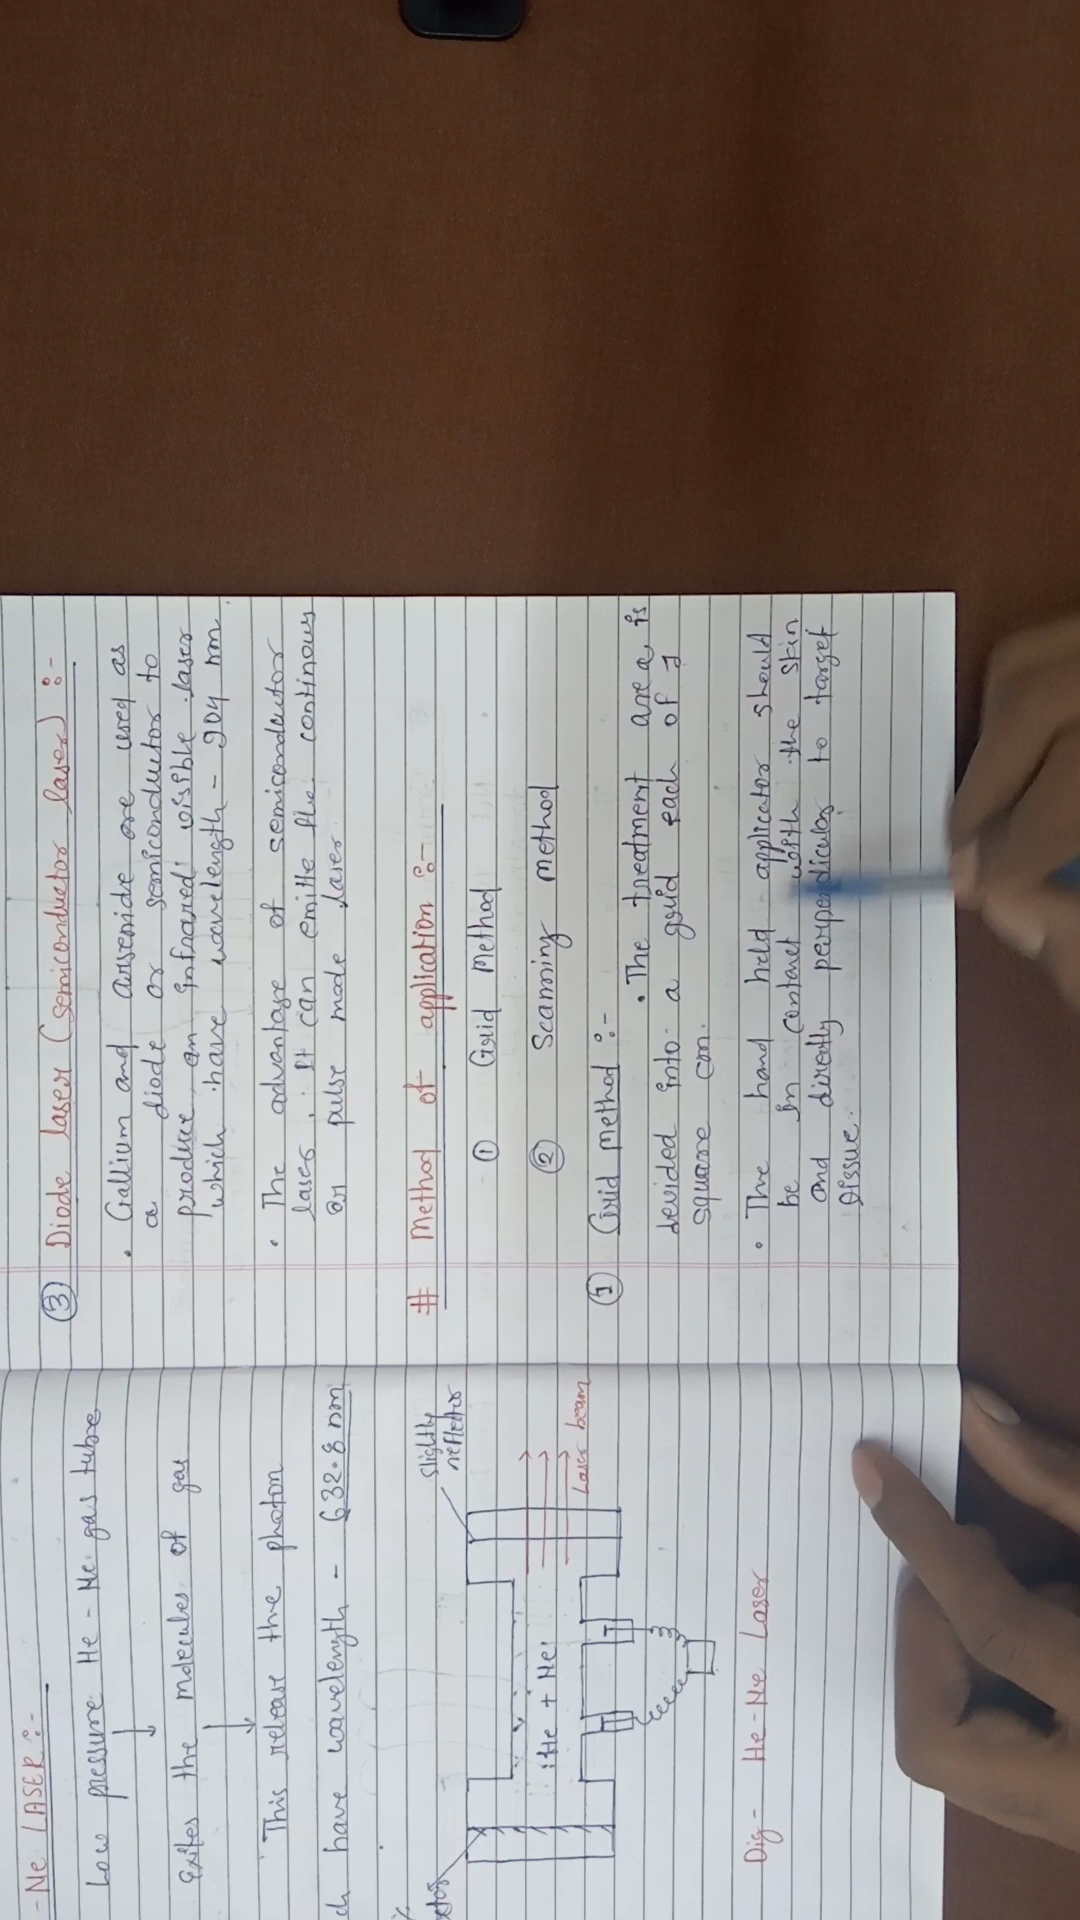 -Ne LASER :-
Low pressure He-Ne gas tube
Exites the molecules of gas
This release the photon
have wavelength - 632.8 nm
slightly
reflector
Laser beam
He + He
Dig - He-Ne Laser
③ Diode laser (semiconductor laser) :-
• Gallium and arsenide are used as
a diode or semiconductor to
produce an infrared visible laser
which have wavelength - 904 nm
• The advantage of semiconductor
laser, it can emitte the continous
or pulse mode laser.
# Method of application :-
① Grid Method
② Scanning Method
① Grid method :-
• The treatment area is
devided into a grid each of 1
square cm.
• The hand held applicator should
be in contact with the skin
and directly perpendicular to target
tissue.